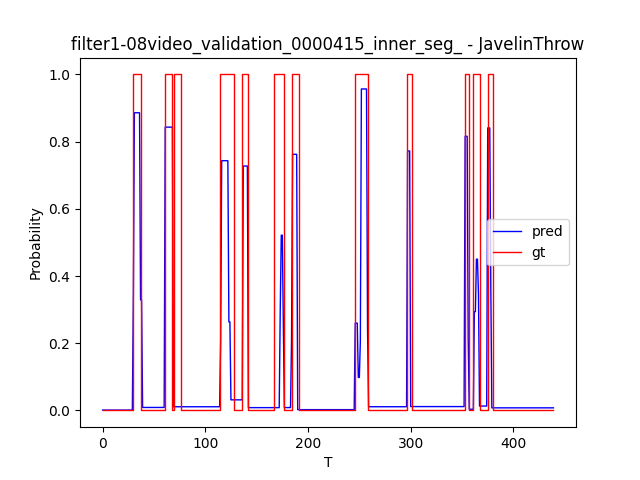 filter1-08video_validation_0000415_inner_seg_ - JavelinThrow
1.0
0.8
0.6
0.4
0.2
0.0
Probability
pred
gt
0 100 200 300 400
T